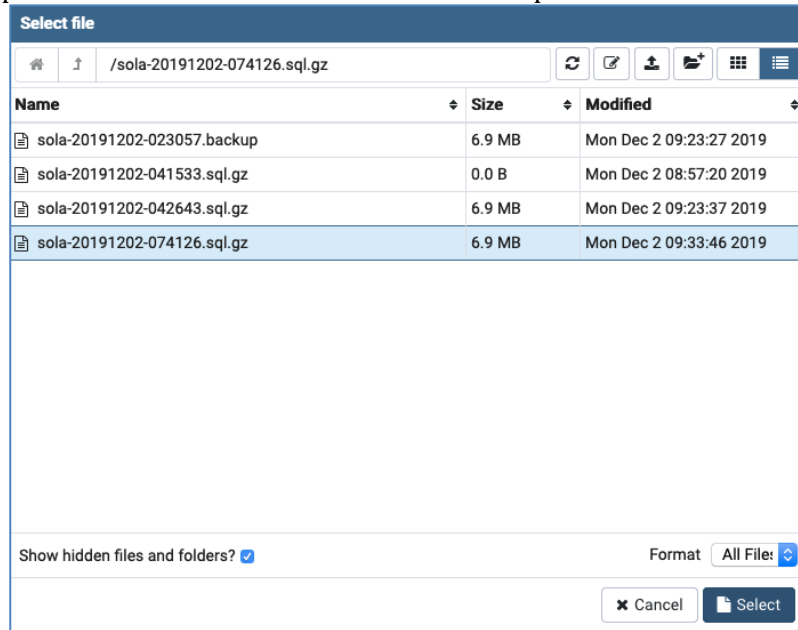 Select file
/sola-20191202-074126.sql.gz
Name Size Modified
sola-20191202-023057.backup 6.9 MB Mon Dec 2 09:23:27 2019
sola-20191202-041533.sql.gz 0.0 B Mon Dec 2 08:57:20 2019
sola-20191202-042643.sql.gz 6.9 MB Mon Dec 2 09:23:37 2019
sola-20191202-074126.sql.gz 6.9 MB Mon Dec 2 09:33:46 2019
Show hidden files and folders? Format All File
Cancel Select